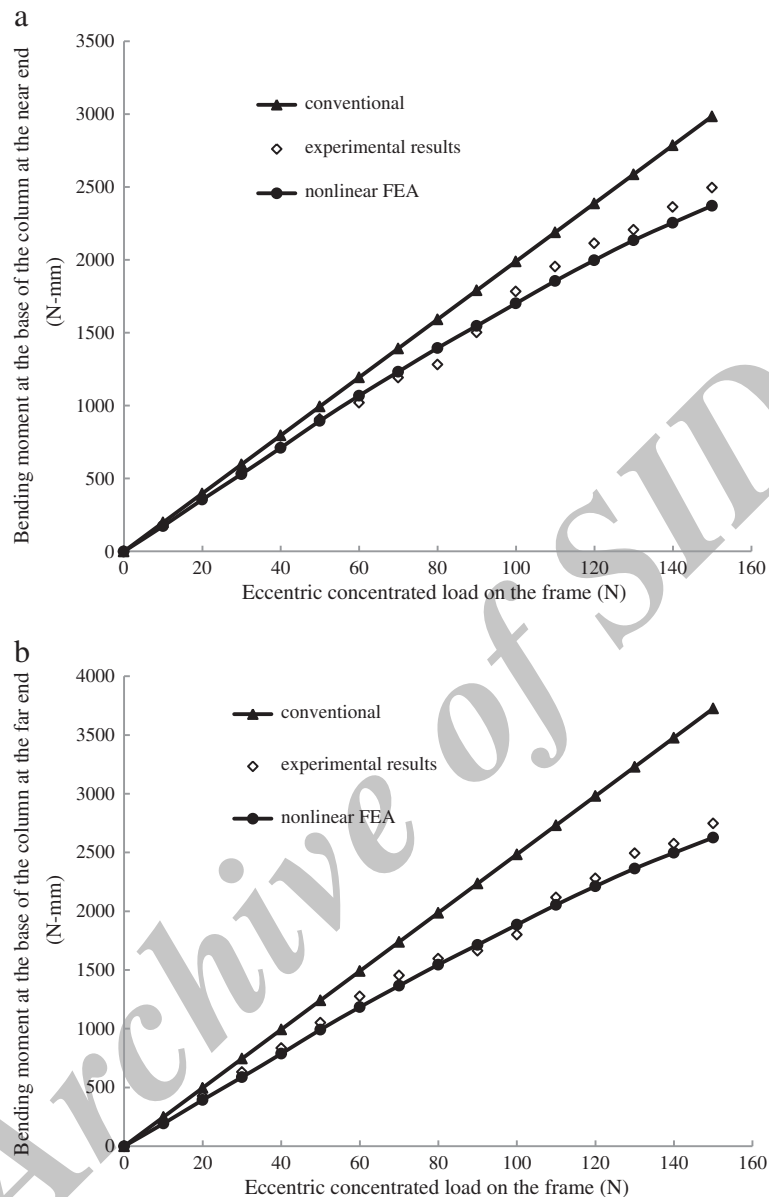 a
Bending moment at the base of the column at the near end
(N-mm)
3500
3000
2500
2000
1500
1000
500
0
conventional
experimental results
nonlinear FEA
0 20 40 60 80 100 120 140 160
Eccentric concentrated load on the frame (N)
b
Bending moment at the base of the column at the far end
(N-mm)
4000
3500
3000
2500
2000
1500
1000
500
0
conventional
experimental results
nonlinear FEA
0 20 40 60 80 100 120 140 160
Eccentric concentrated load on the frame (N)
Archive of SID